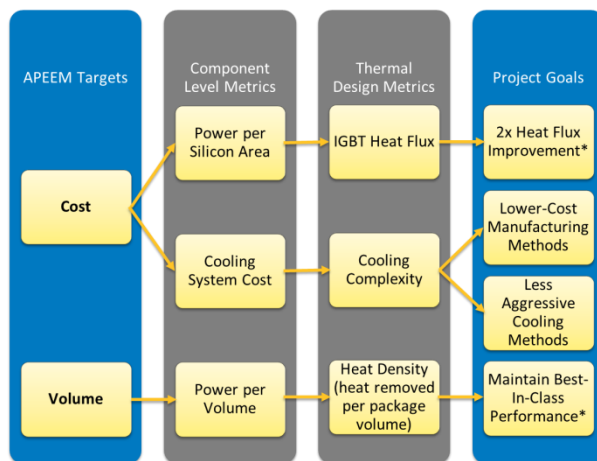 APEEM Targets
Component
Level Metrics
Thermal
Design Metrics
Project Goals
Power per
Silicon Area
IGBT Heat Flux
2x Heat Flux
Improvement*
Cost
Lower-Cost
Manufacturing
Methods
Cooling
System Cost
Cooling
Complexity
Less
Aggressive
Cooling
Methods
Volume
Power per
Volume
Heat Density
(heat removed
per package
volume)
Maintain Best-
In-Class
Performance*